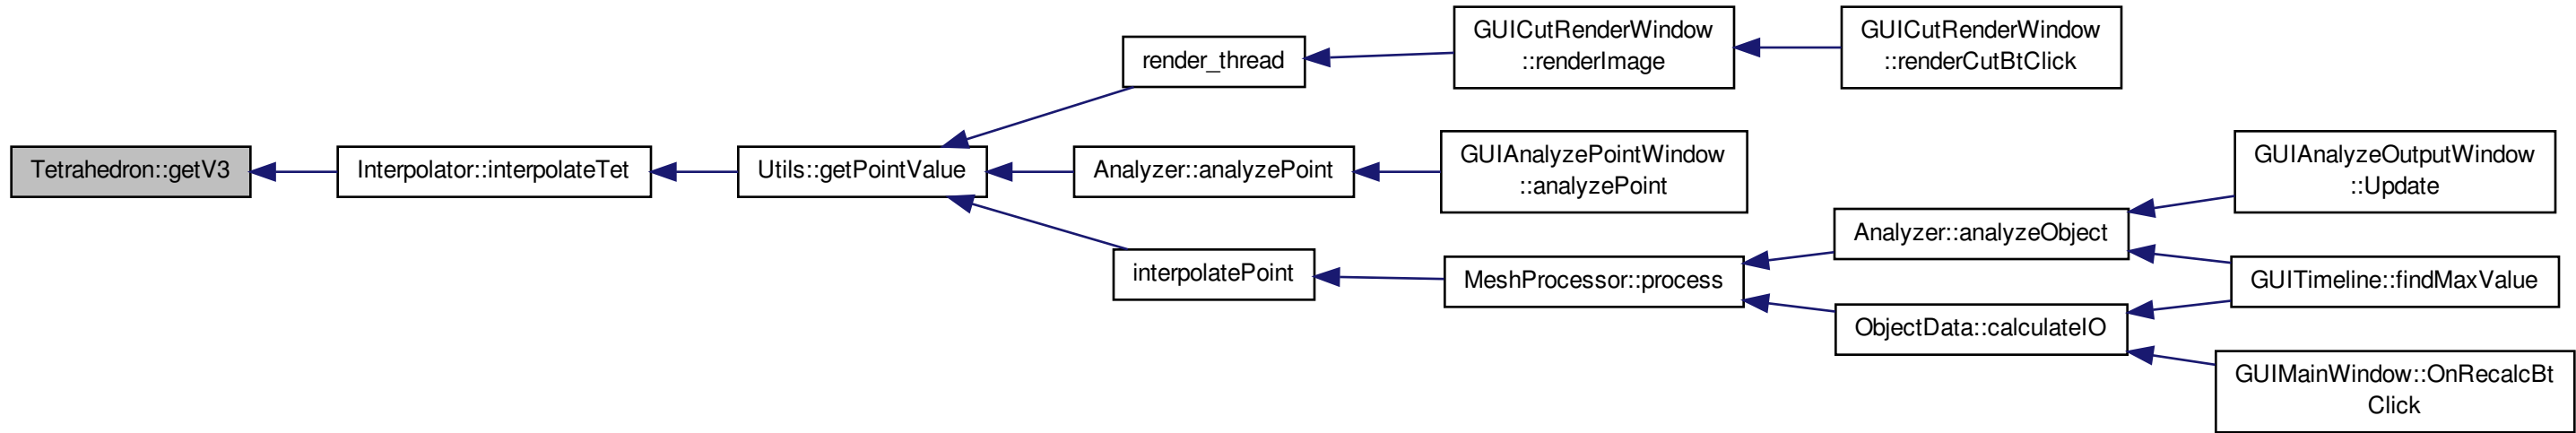 Tetrahedron::getV3
Interpolator::interpolateTet
Utils::getPointValue
render_thread
GUICutRenderWindow
::renderImage
GUICutRenderWindow
::renderCutBtClick
Analyzer::analyzePoint
GUIAnalyzePointWindow
::analyzePoint
interpolatePoint
MeshProcessor::process
Analyzer::analyzeObject
GUIAnalyzeOutputWindow
::Update
GUITimeline::findMaxValue
ObjectData::calculateIO
GUIMainWindow::OnRecalcBt
Click